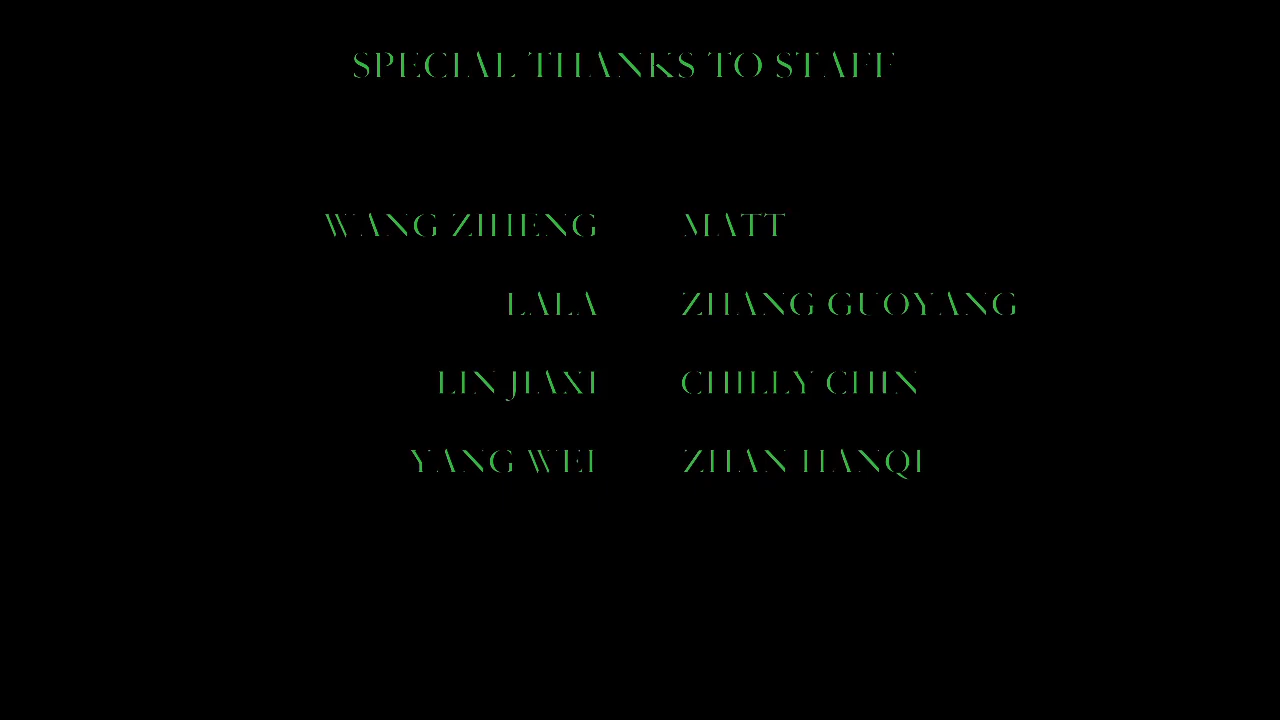 SPECIAL THANKS TO STAFF
WANG ZIHENG MATT
LALA ZHANG GUOYANG
LIN JIAXI CHILLY CHIN
YANG WEI ZHAN HANQI